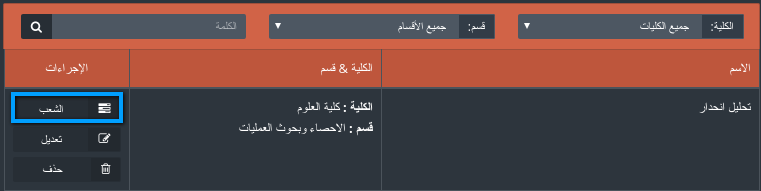 الكلية: جميع الكليات
قسم: جميع الأقسام
الكلمة
الاسم
الكلية & قسم
الإجراءات
تحليل انحدار
الكلية : كلية العلوم
قسم : الاحصاء وبحوث العمليات
الشعب
تعديل
حذف